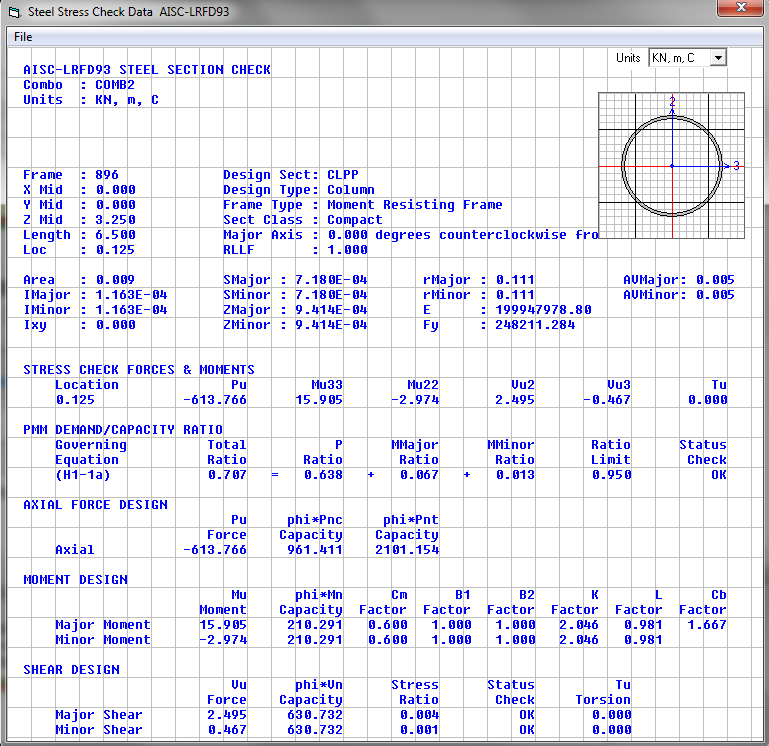 Steel Stress Check Data  AISC-LRFD93
File
Units KN, m, C
AISC-LRFD93 STEEL SECTION CHECK
Combo  : COMB2
Units  : KN, m, C
2
3
Frame  : 896 Design Sect: CLPP
X Mid  : 0.000 Design Type: Column
Y Mid  : 0.000 Frame Type : Moment Resisting Frame
Z Mid  : 3.250 Sect Class : Compact
Length : 6.500 Major Axis : 0.000 degrees counterclockwise fro
Loc    : 0.125 RLLF       : 1.000
Area   : 0.009 SMajor : 7.180E-04 rMajor : 0.111 AVMajor: 0.005
IMajor : 1.163E-04 SMinor : 7.180E-04 rMinor : 0.111 AVMinor: 0.005
IMinor : 1.163E-04 ZMajor : 9.414E-04 E      : 199947978.80
Ixy    : 0.000 ZMinor : 9.414E-04 Fy     : 248211.284
STRESS CHECK FORCES & MOMENTS
Location Pu Mu33 Mu22 Vu2 Vu3 Tu
0.125 -613.766 15.905 -2.974 2.495 -0.467 0.000
PMM DEMAND/CAPACITY RATIO
Governing Total P MMajor MMinor Ratio Status
Equation Ratio Ratio Ratio Ratio Limit Check
(H1-1a) 0.707 = 0.638 + 0.067 + 0.013 0.950 OK
AXIAL FORCE DESIGN
Pu phi*Pnc phi*Pnt
Force Capacity Capacity
Axial -613.766 961.411 2101.154
MOMENT DESIGN
Mu phi*Mn Cm B1 B2 K L Cb
Moment Capacity Factor Factor Factor Factor Factor Factor
Major Moment 15.905 210.291 0.600 1.000 1.000 2.046 0.981 1.667
Minor Moment -2.974 210.291 0.600 1.000 1.000 2.046 0.981
SHEAR DESIGN
Vu phi*Vn Stress Status Tu
Force Capacity Ratio Check Torsion
Major Shear 2.495 630.732 0.004 OK 0.000
Minor Shear 0.467 630.732 0.001 OK 0.000